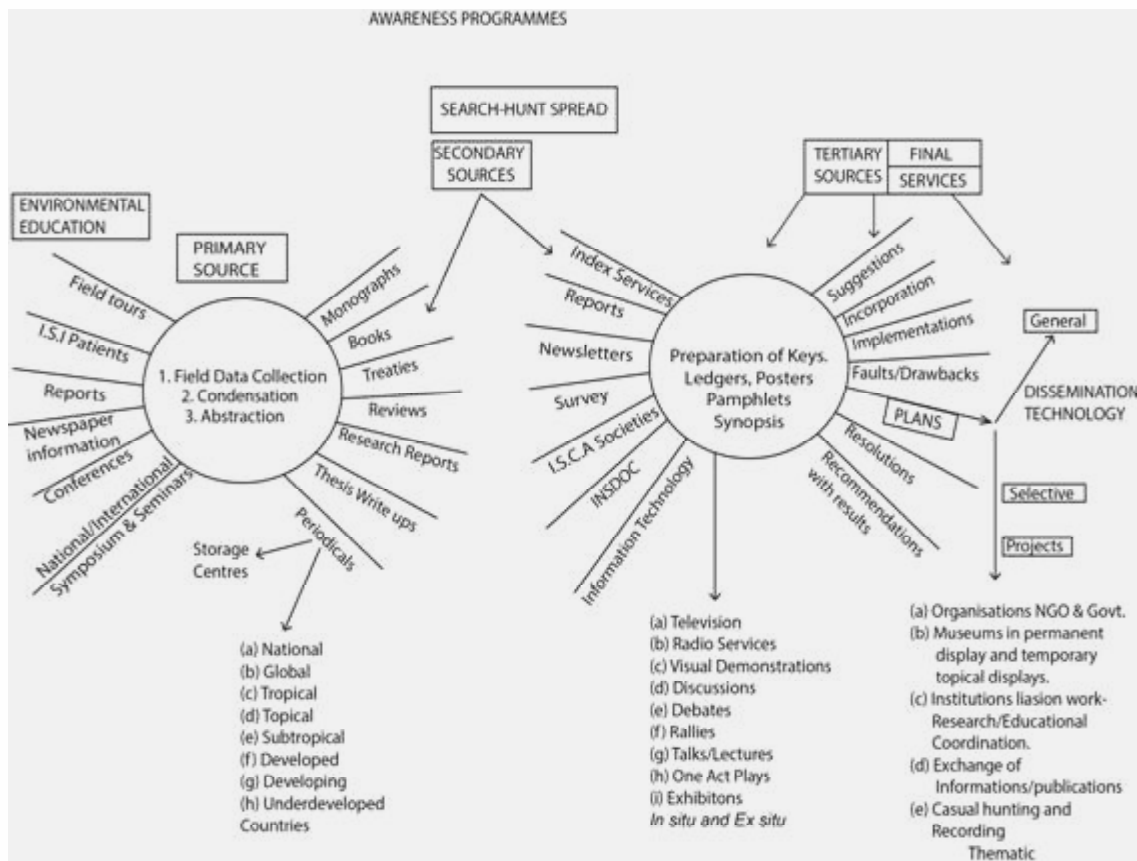 AWARENESS PROGRAMMES
SEARCH-HUNT SPREAD
SECONDARY
SOURCES
TERTIARY
SOURCES
FINAL
SERVICES
ENVIRONMENTAL
EDUCATION
PRIMARY
SOURCE
Field tours
I.S.I Patients
Reports
Newspaper
information
Conferences
National/International
Symposium & Seminars
1. Field Data Collection
2. Condensation
3. Abstraction
Monographs
Books
Treaties
Reviews
Research Reports
Thesis Write ups
Periodicals
Storage
Centres
(a) National
(b) Global
(c) Tropical
(d) Topical
(e) Subtropical
(f) Developed
(g) Developing
(h) Underdeveloped
Countries
Index Services
Reports
Newsletters
Survey
I.S.C.A Societies
INSDOC
Information Technology
Preparation of Keys.
Ledgers, Posters
Pamphlets
Synopsis
Suggestions
Incorporation
Implementations
Faults/Drawbacks
PLANS
Resolutions
Recommendations
with results
(a) Television
(b) Radio Services
(c) Visual Demonstrations
(d) Discussions
(e) Debates
(f) Rallies
(g) Talks/Lectures
(h) One Act Plays
(i) Exhibitons
In situ and Ex situ
General
DISSEMINATION
TECHNOLOGY
Selective
Projects
(a) Organisations NGO & Govt.
(b) Museums in permanent
display and temporary
topical displays.
(c) Institutions liasion work-
Research/Educational
Coordination.
(d) Exchange of
Informations/publications
(e) Casual hunting and
Recording
Thematic